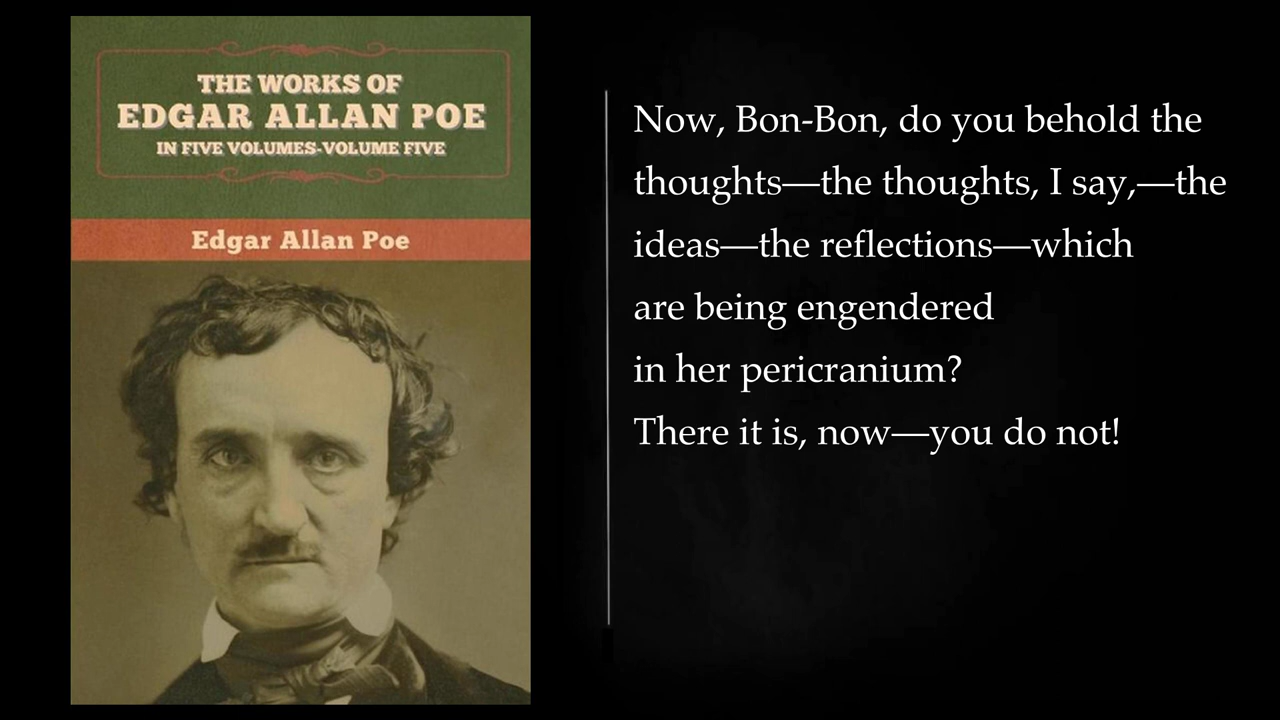 THE WORKS OF
EDGAR ALLAN POE
IN FIVE VOLUMES-VOLUME FIVE
Edgar Allan Poe
Now, Bon-Bon, do you behold the
thoughts—the thoughts, I say,—the
ideas—the reflections—which
are being engendered
in her pericranium?
There it is, now—you do not!